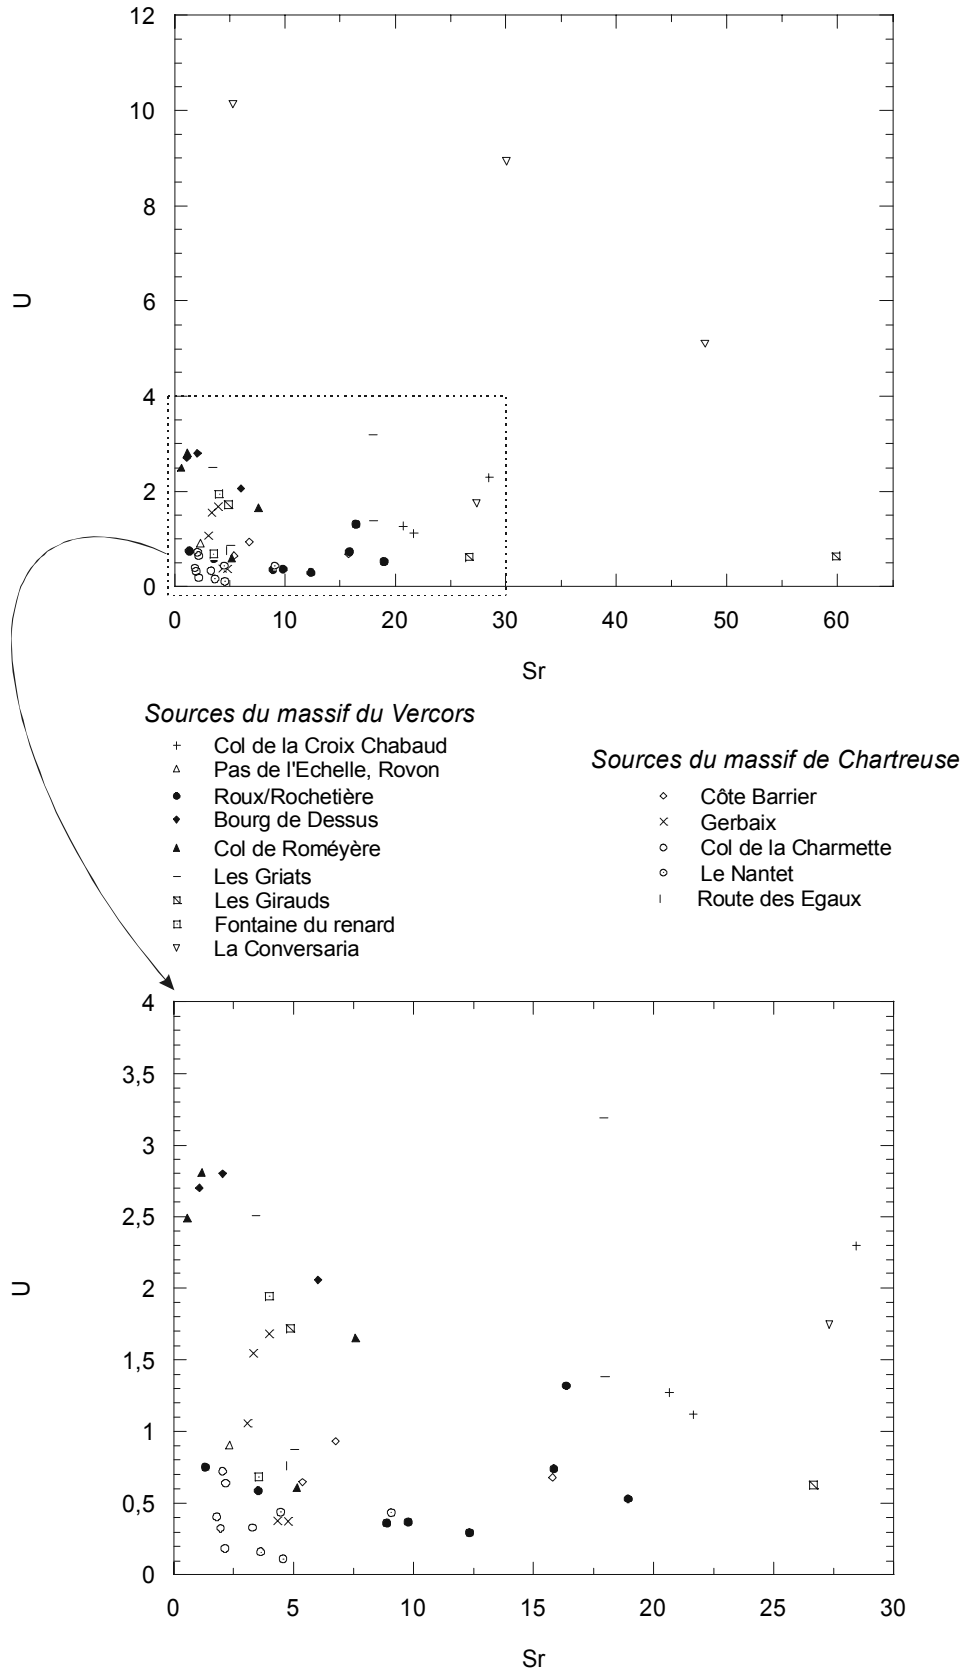 12
10
8
6
4
2
0
U
0 10 20 30 40 50 60
Sr
Sources du massif du Vercors
Col de la Croix Chabaud
Pas de l'Echelle, Rovon
Roux/Rochetière
Bourg de Dessus
Col de Roméyère
Les Griats
Les Girauds
Fontaine du renard
La Conversaria
Sources du massif de Chartreuse
Côte Barrier
Gerbaix
Col de la Charmette
Le Nantet
Route des Egaux
4
3,5
3
2,5
2
1,5
1
0,5
0
U
0 5 10 15 20 25 30
Sr